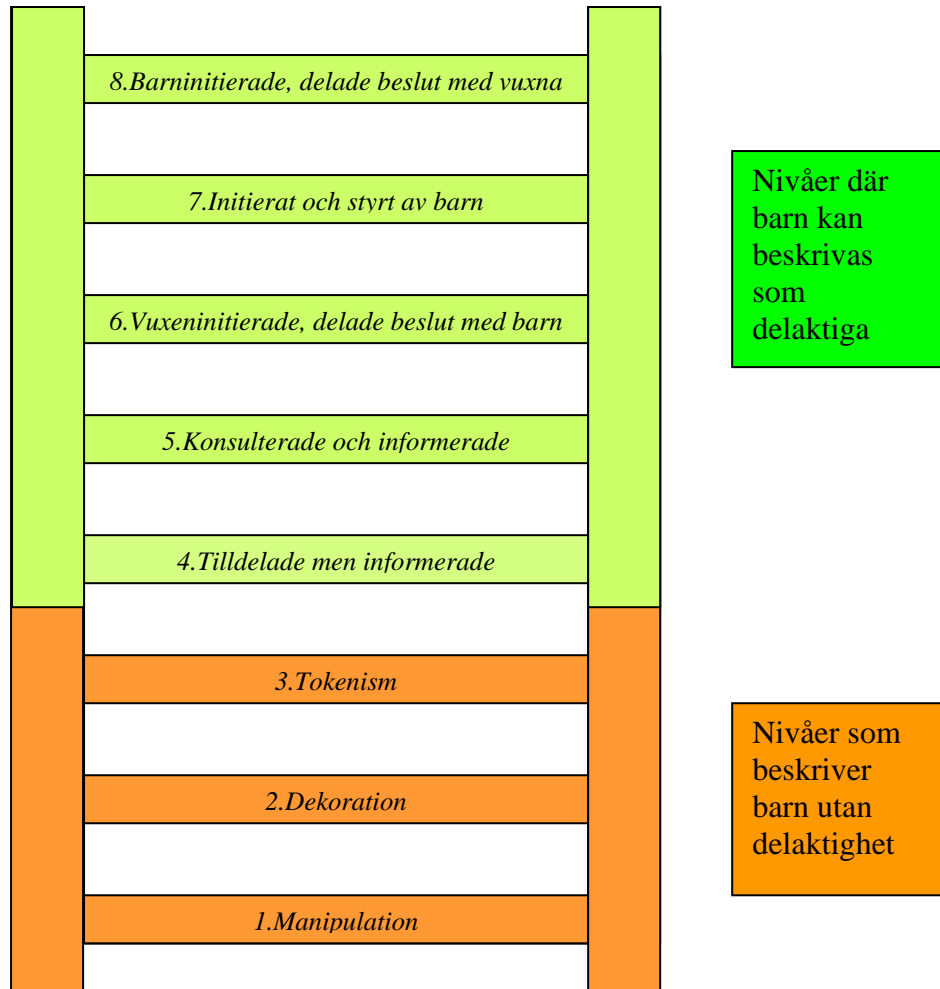 8.Barninitierade, delade beslut med vuxna
7.Initierat och styrt av barn
6.Vuxeninitierade, delade beslut med barn
5.Konsulterade och informerade
4.Tilldelade men informerade
3.Tokenism
2.Dekoration
1.Manipulation
Nivåer där
barn kan
beskrivas
som
delaktiga
Nivåer som
beskriver
barn utan
delaktighet